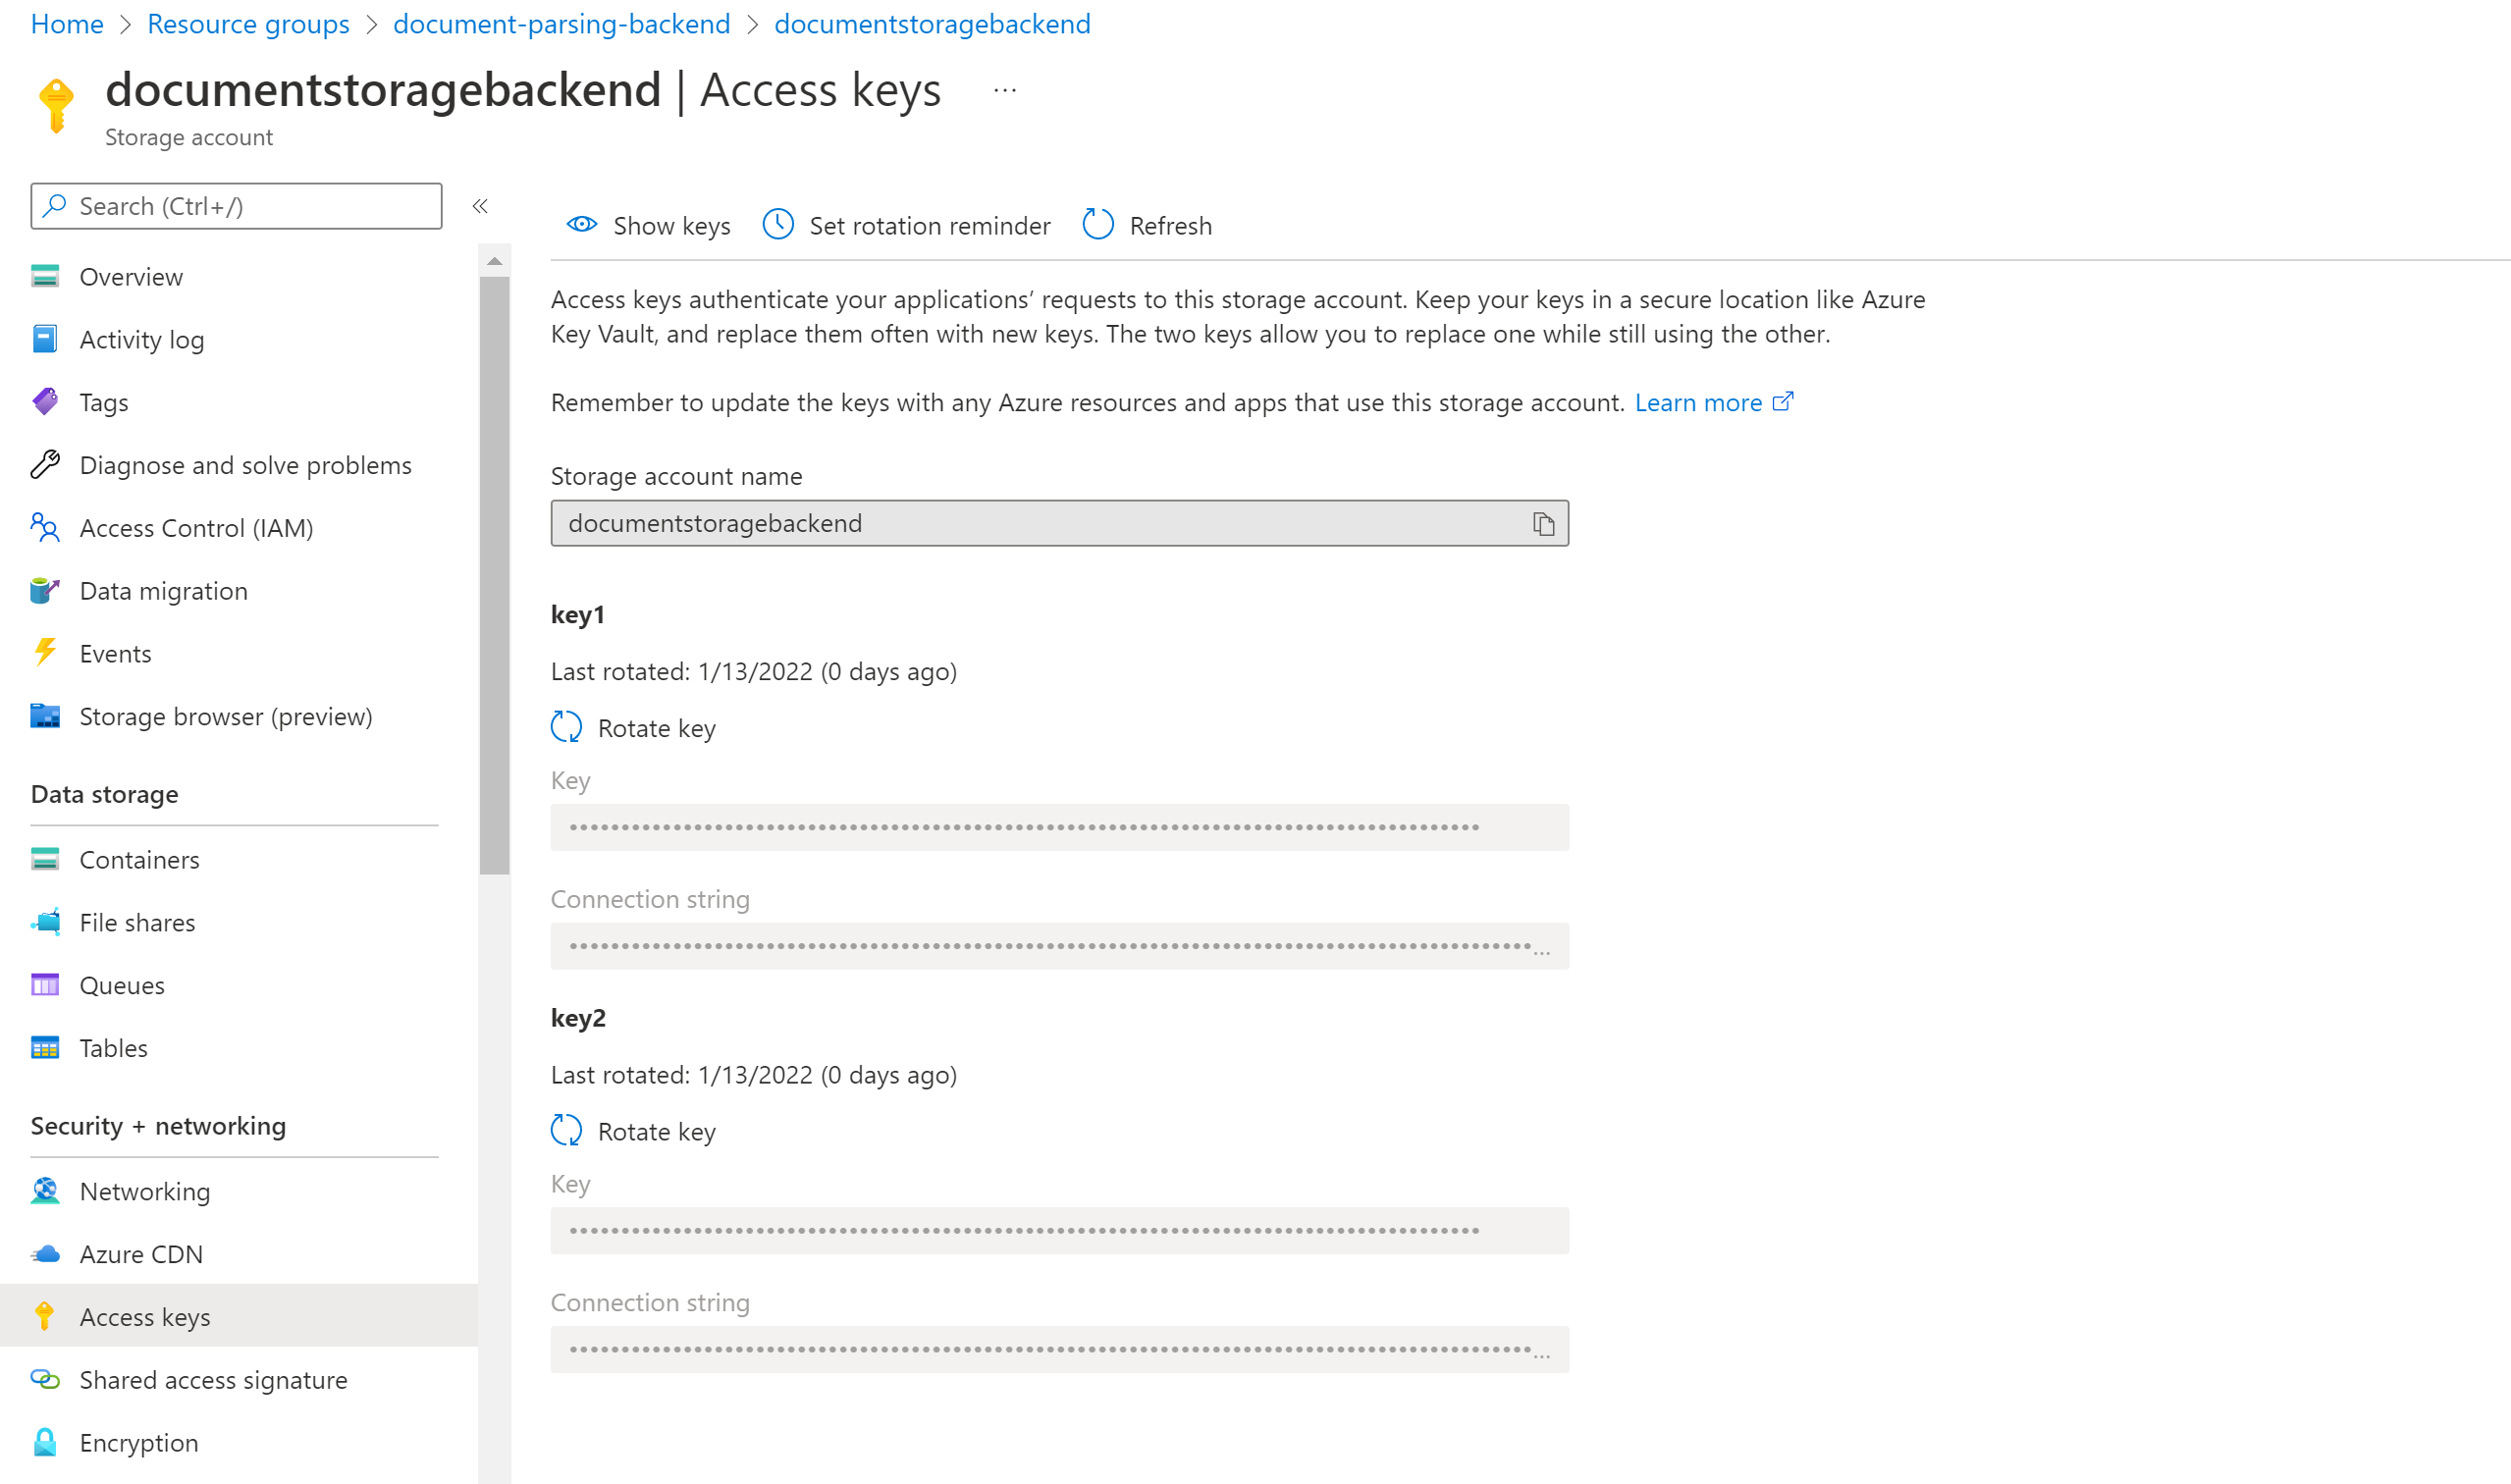 Home > Resource groups > document-parsing-backend > documentstoragebackend
documentstoragebackend | Access keys ...
Storage account
Search (Ctrl+/)
«
Overview
Activity log
Tags
Diagnose and solve problems
Access Control (IAM)
Data migration
Events
Storage browser (preview)
Data storage
Containers
File shares
Queues
Tables
Security + networking
Networking
Azure CDN
Access keys
Shared access signature
Encryption
Show keys
Set rotation reminder
Refresh
Access keys authenticate your applications’ requests to this storage account. Keep your keys in a secure location like Azure
Key Vault, and replace them often with new keys. The two keys allow you to replace one while still using the other.
Remember to update the keys with any Azure resources and apps that use this storage account. Learn more
Storage account name
documentstoragebackend
key1
Last rotated: 1/13/2022 (0 days ago)
Rotate key
Key
Connection string
key2
Last rotated: 1/13/2022 (0 days ago)
Rotate key
Key
Connection string